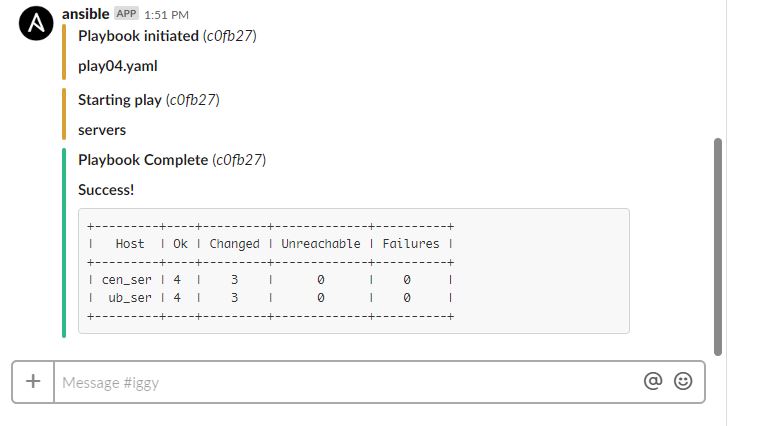 ansible APP 1:51 PM
Playbook initiated (c0fb27)
play04.yaml
Starting play (c0fb27)
servers
Playbook Complete (c0fb27)
Success!
+---------+----+---------+-------------+----------+
|   Host  | Ok | Changed | Unreachable | Failures |
+---------+----+---------+-------------+----------+
| cen_ser | 4  |    3    |      0      |    0     |
|  ub_ser | 4  |    3    |      0      |    0     |
+---------+----+---------+-------------+----------+
+ Message #iggy @